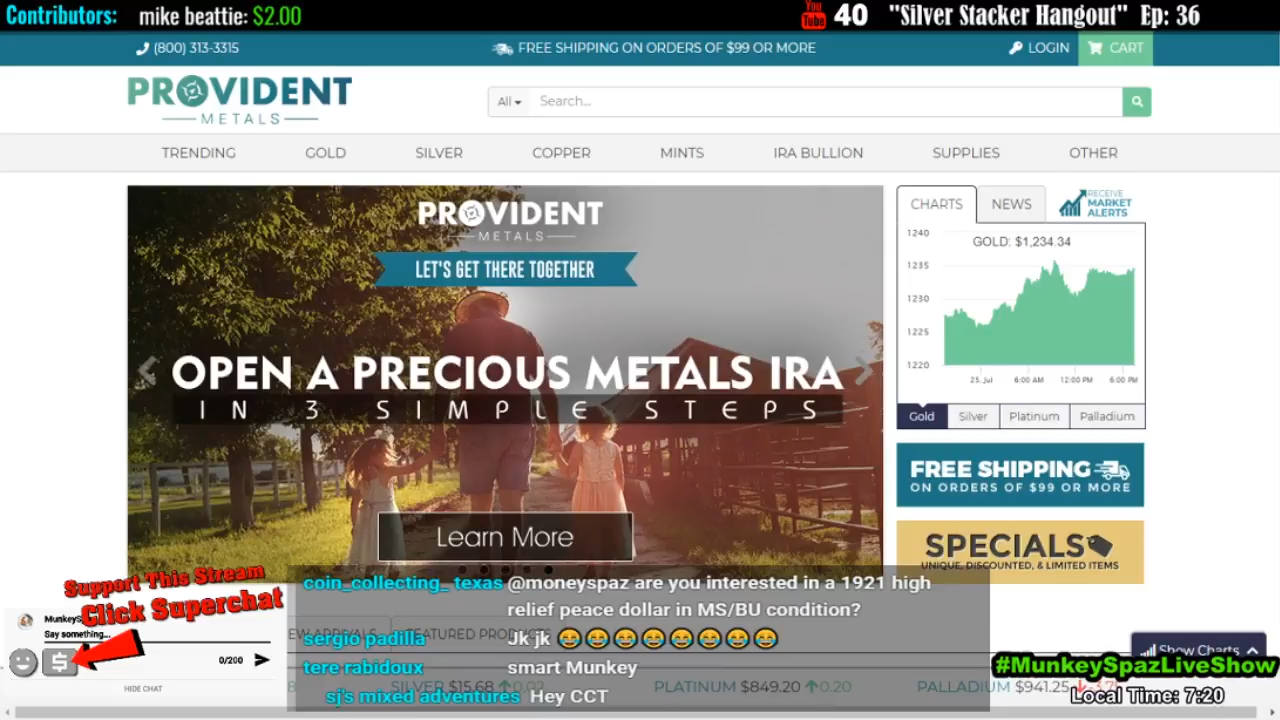 Contributors: mike beattie: $2.00
You Tube 40 "Silver Stacker Hangout" Ep: 36
(800) 313-3315
FREE SHIPPING ON ORDERS OF $99 OR MORE
LOGIN
CART
PROVIDENT
METALS
All
Search...
TRENDING GOLD SILVER COPPER MINTS IRA BULLION SUPPLIES OTHER
PROVIDENT
METALS
LET'S GET THERE TOGETHER
OPEN A PRECIOUS METALS IRA
IN 3 SIMPLE STEPS
Learn More
CHARTS
NEWS
RECEIVE
MARKET
ALERTS
GOLD: $1,234.34
1240
1235
1230
1225
1220
25. Jul 6:00 AM 12:00 PM 6:00 PM
Gold Silver Platinum Palladium
FREE SHIPPING
ON ORDERS OF $99 OR MORE
SPECIALS
UNIQUE, DISCOUNTED, & LIMITED ITEMS
Support This Stream
Click Superchat
Say something...
0/200
HIDE CHAT
coin_collecting_ texas @moneyspaz are you interested in a 1921 high
relief peace dollar in MS/BU condition?
sergio padilla Jk jk 😂😂😂😂😂😂😂😂
tere rabidoux smart Munkey
sj's mixed adventures Hey CCT
SILVER $15.68
PLATINUM $849.20 0.20
PALLADIUM $941.25
Show Charts
#MunkeySpazLiveShow
Local Time: 7:20